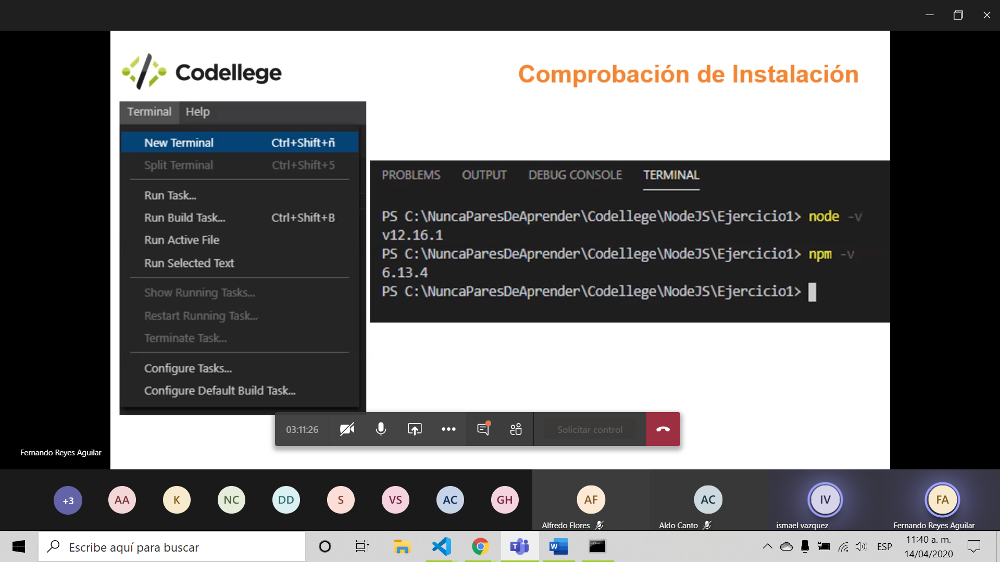 Codellege
Comprobación de Instalación
Terminal Help
New Terminal Ctrl+Shift+ñ
Split Terminal Ctrl+Shift+5
Run Task...
Run Build Task... Ctrl+Shift+B
Run Active File
Run Selected Text
Show Running Tasks...
Restart Running Task...
Terminate Task...
Configure Tasks...
Configure Default Build Task...
PROBLEMS OUTPUT DEBUG CONSOLE TERMINAL
PS C:\NuncaParesDeAprender\Codellege\NodeJS\Ejercicio1> node -v
v12.16.1
PS C:\NuncaParesDeAprender\Codellege\NodeJS\Ejercicio1> npm -v
6.13.4
PS C:\NuncaParesDeAprender\Codellege\NodeJS\Ejercicio1>
03:11:26 Solicitar control
Fernando Reyes Aguilar
+3 AA K NC DD S VS AC GH AF AC IV FA
Alfredo Flores Aldo Canto ismael vazquez Fernando Reyes Aguilar
Escribe aquí para buscar
ESP
11:40 a. m.
14/04/2020